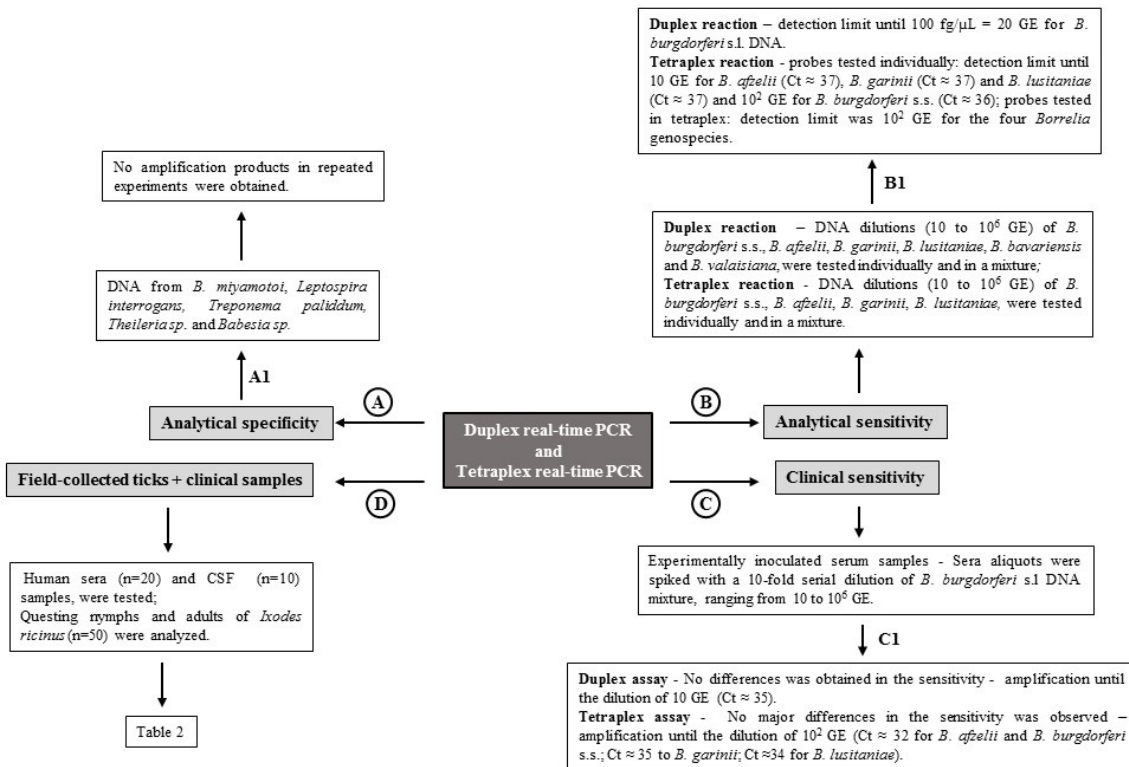 Duplex reaction – detection limit until 100 fg/µL = 20 GE for B.
burgdorferi s.l. DNA.
Tetraplex reaction - probes tested individually: detection limit until
10 GE for B. afzelii (Ct ≈ 37), B. garinii (Ct ≈ 37) and B. lusitaniae
(Ct ≈ 37) and 10² GE for B. burgdorferi s.s. (Ct ≈ 36); probes tested
in tetraplex: detection limit was 10² GE for the four Borrelia
genospecies.
B1
No amplification products in repeated
experiments were obtained.
Duplex reaction – DNA dilutions (10 to 10⁶ GE) of B.
burgdorferi s.s., B. afzelii, B. garinii, B. lusitaniae, B. bavariensis
and B. valaisiana, were tested individually and in a mixture;
Tetraplex reaction - DNA dilutions (10 to 10⁶ GE) of B.
burgdorferi s.s., B. afzelii, B. garinii, B. lusitaniae, were tested
individually and in a mixture.
DNA from B. miyamotoi, Leptospira
interrogans, Treponema paliddum,
Theileria sp. and Babesia sp.
A1
Analytical specificity
A
Duplex real-time PCR
and
Tetraplex real-time PCR
B
Analytical sensitivity
Field-collected ticks + clinical samples
D
C
Clinical sensitivity
Human sera (n=20) and CSF (n=10)
samples, were tested;
Questing nymphs and adults of Ixodes
ricinus (n=50) were analyzed.
Table 2
Experimentally inoculated serum samples - Sera aliquots were
spiked with a 10-fold serial dilution of B. burgdorferi s.l DNA
mixture, ranging from 10 to 10⁶ GE.
C1
Duplex assay - No differences was obtained in the sensitivity - amplification until
the dilution of 10 GE (Ct ≈ 35).
Tetraplex assay - No major differences in the sensitivity was observed –
amplification until the dilution of 10² GE (Ct ≈ 32 for B. afzelii and B. burgdorferi
s.s.; Ct ≈ 35 to B. garinii; Ct ≈34 for B. lusitaniae).